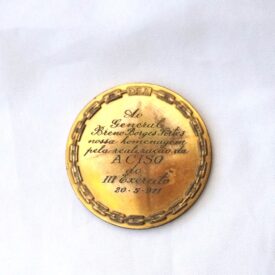 Ao
General
Breno Borges Fortes
nossa homenagem
pela realização da
ACISO
do
III Exército
20-5-971